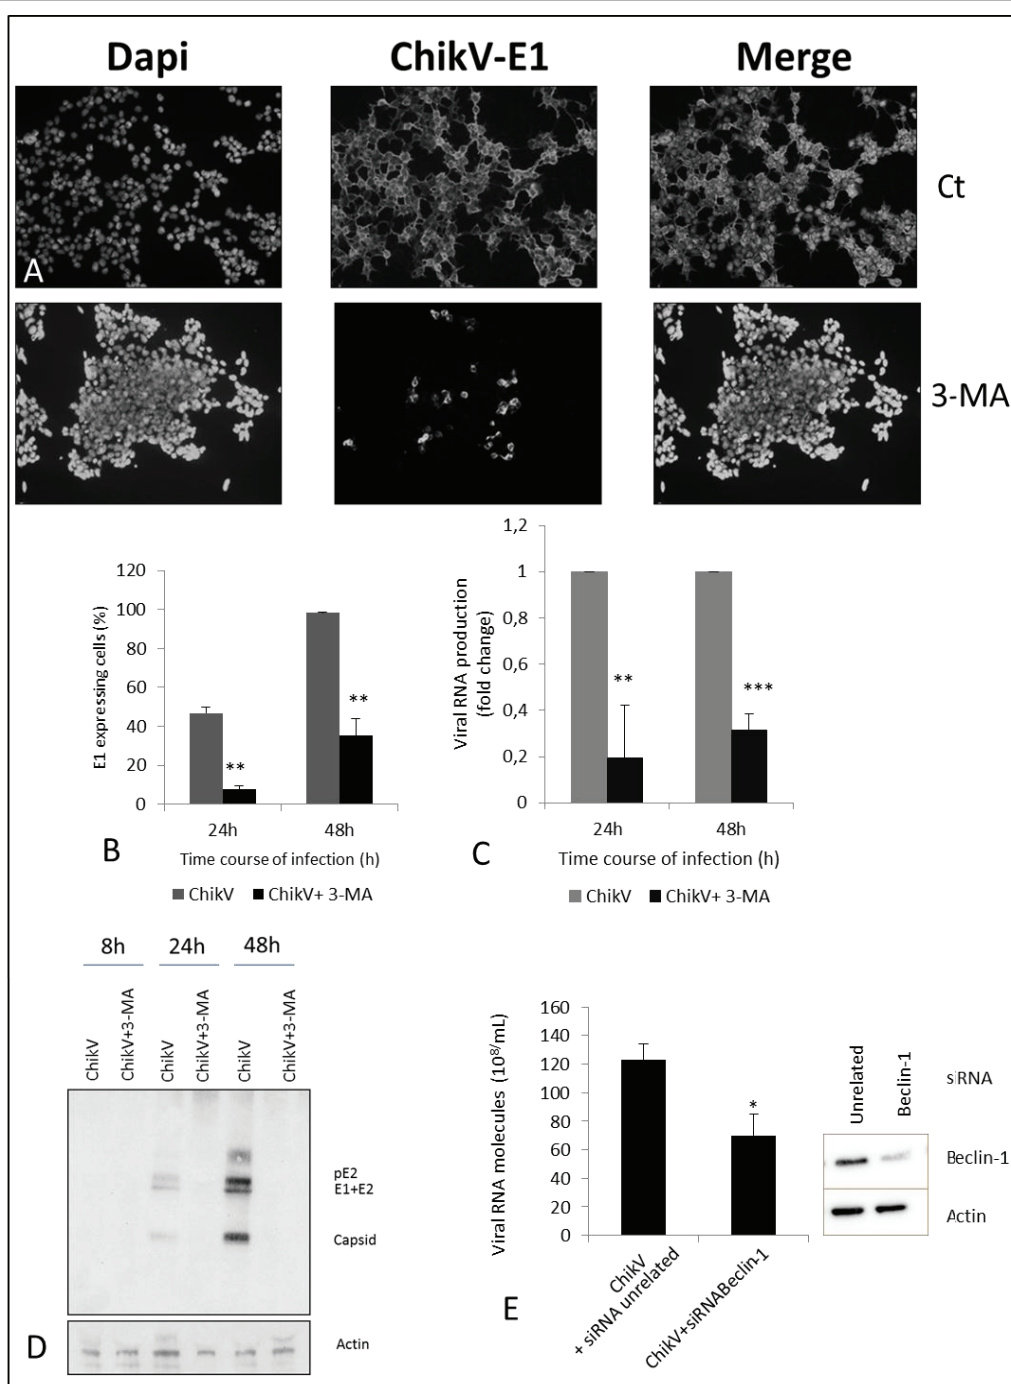 Dapi ChikV-E1 Merge
Ct
A
3-MA
120
100
80
60
40
20
0
E1 expressing cells (%)
**
**
24h 48h
B
Time course of infection (h)
ChikV ChikV+ 3-MA
1,2
1
0,8
0,6
0,4
0,2
0
Viral RNA production
(fold change)
**
***
24h 48h
C
Time course of infection (h)
ChikV ChikV+ 3-MA
8h 24h 48h
ChikV
ChikV+3-MA
ChikV
ChikV+3-MA
ChikV
ChikV+3-MA
pE2
E1+E2
Capsid
Actin
D
160
140
120
100
80
60
40
20
0
Viral RNA molecules (10⁸/mL)
*
ChikV
+ siRNA unrelated
ChikV+siRNABeclin-1
E
Unrelated
Beclin-1
siRNA
Beclin-1
Actin